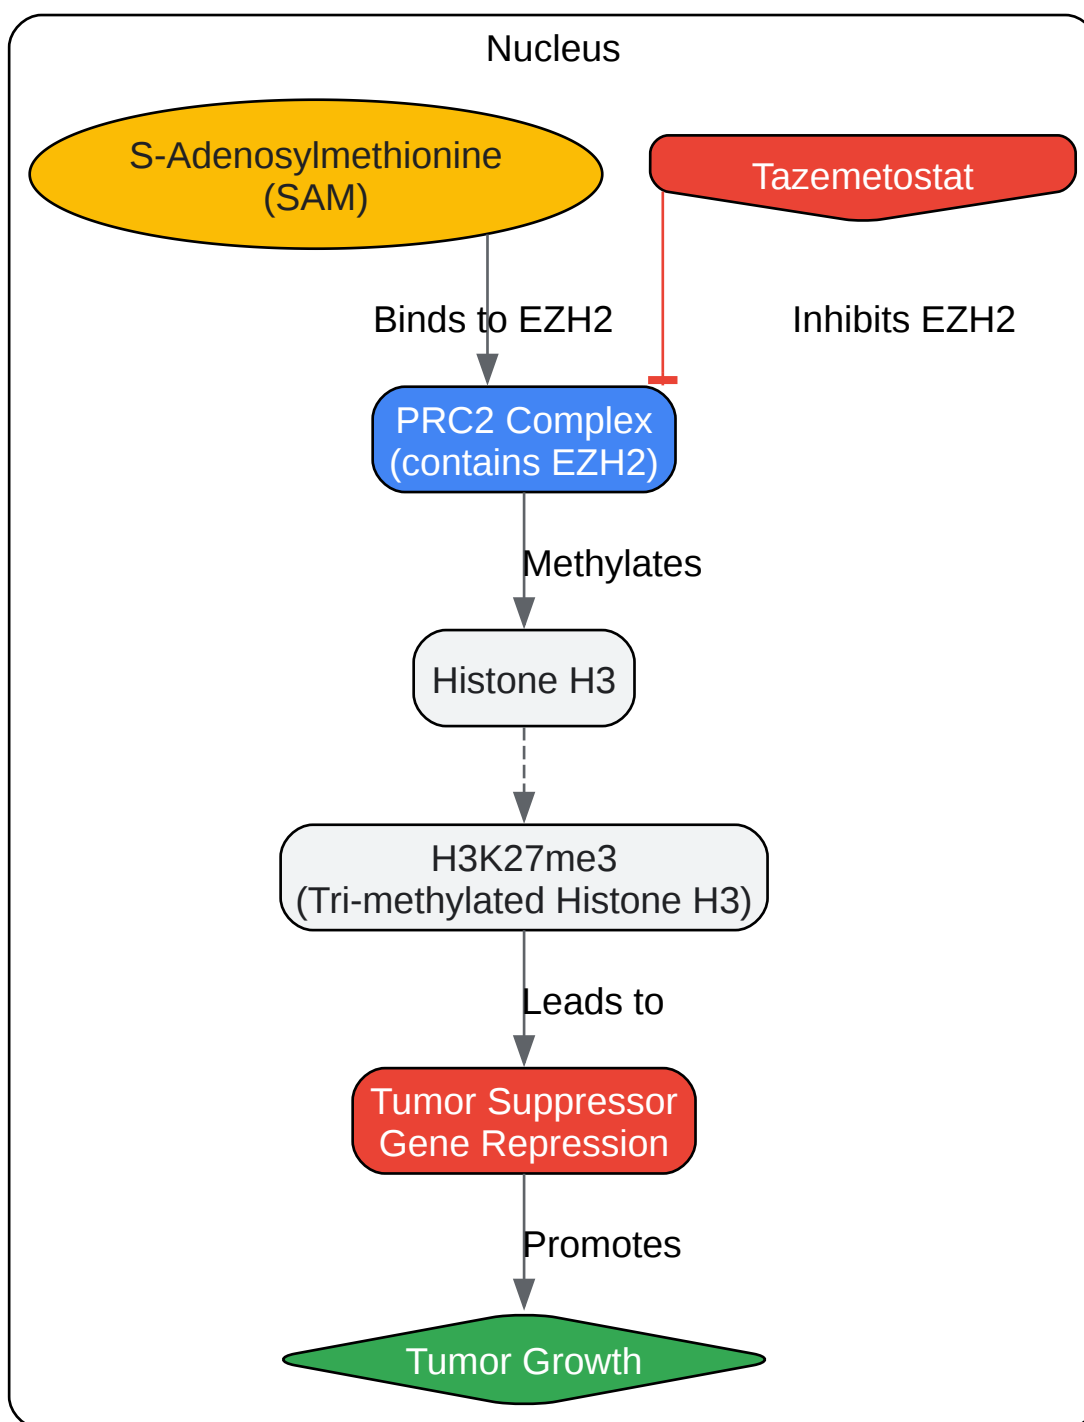 Nucleus
S-Adenosylmethionine
(SAM)
Tazemetostat
Binds to EZH2
Inhibits EZH2
PRC2 Complex
(contains EZH2)
Methylates
Histone H3
H3K27me3
(Tri-methylated Histone H3)
Leads to
Tumor Suppressor
Gene Repression
Promotes
Tumor Growth